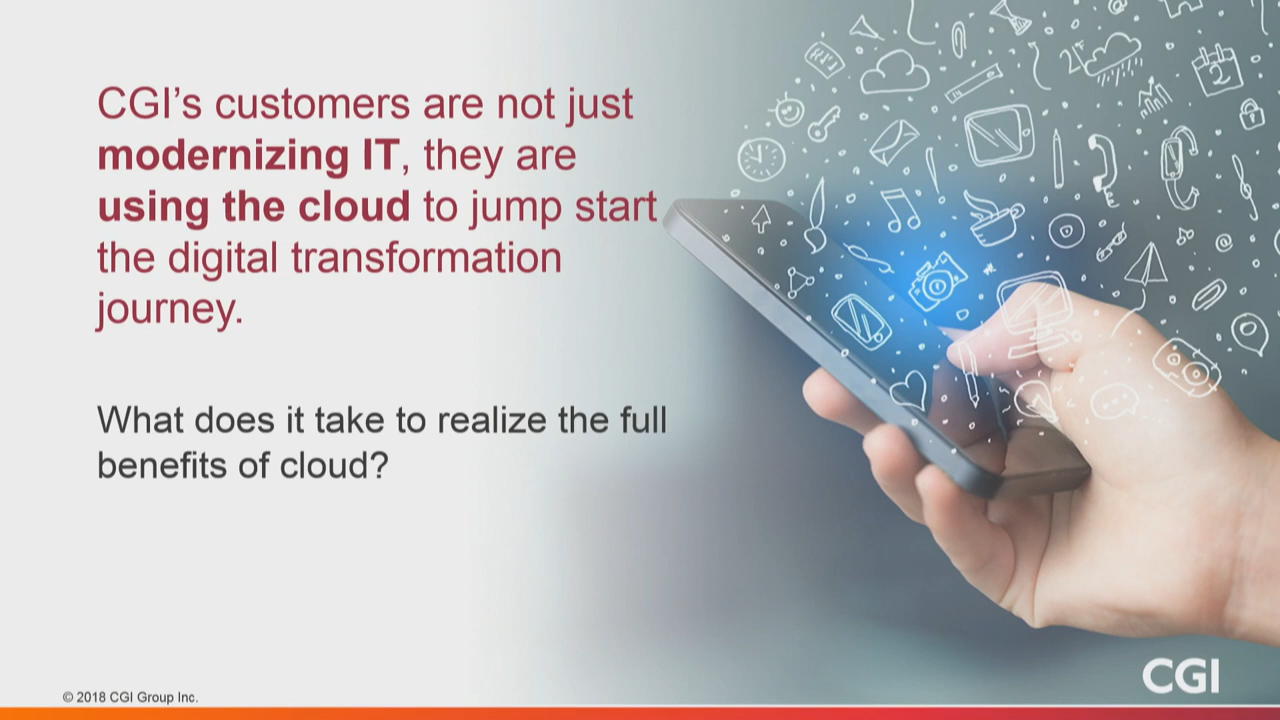 CGI's customers are not just
modernizing IT, they are
using the cloud to jump start
the digital transformation
journey.
What does it take to realize the full
benefits of cloud?
© 2018 CGI Group Inc.
CGI